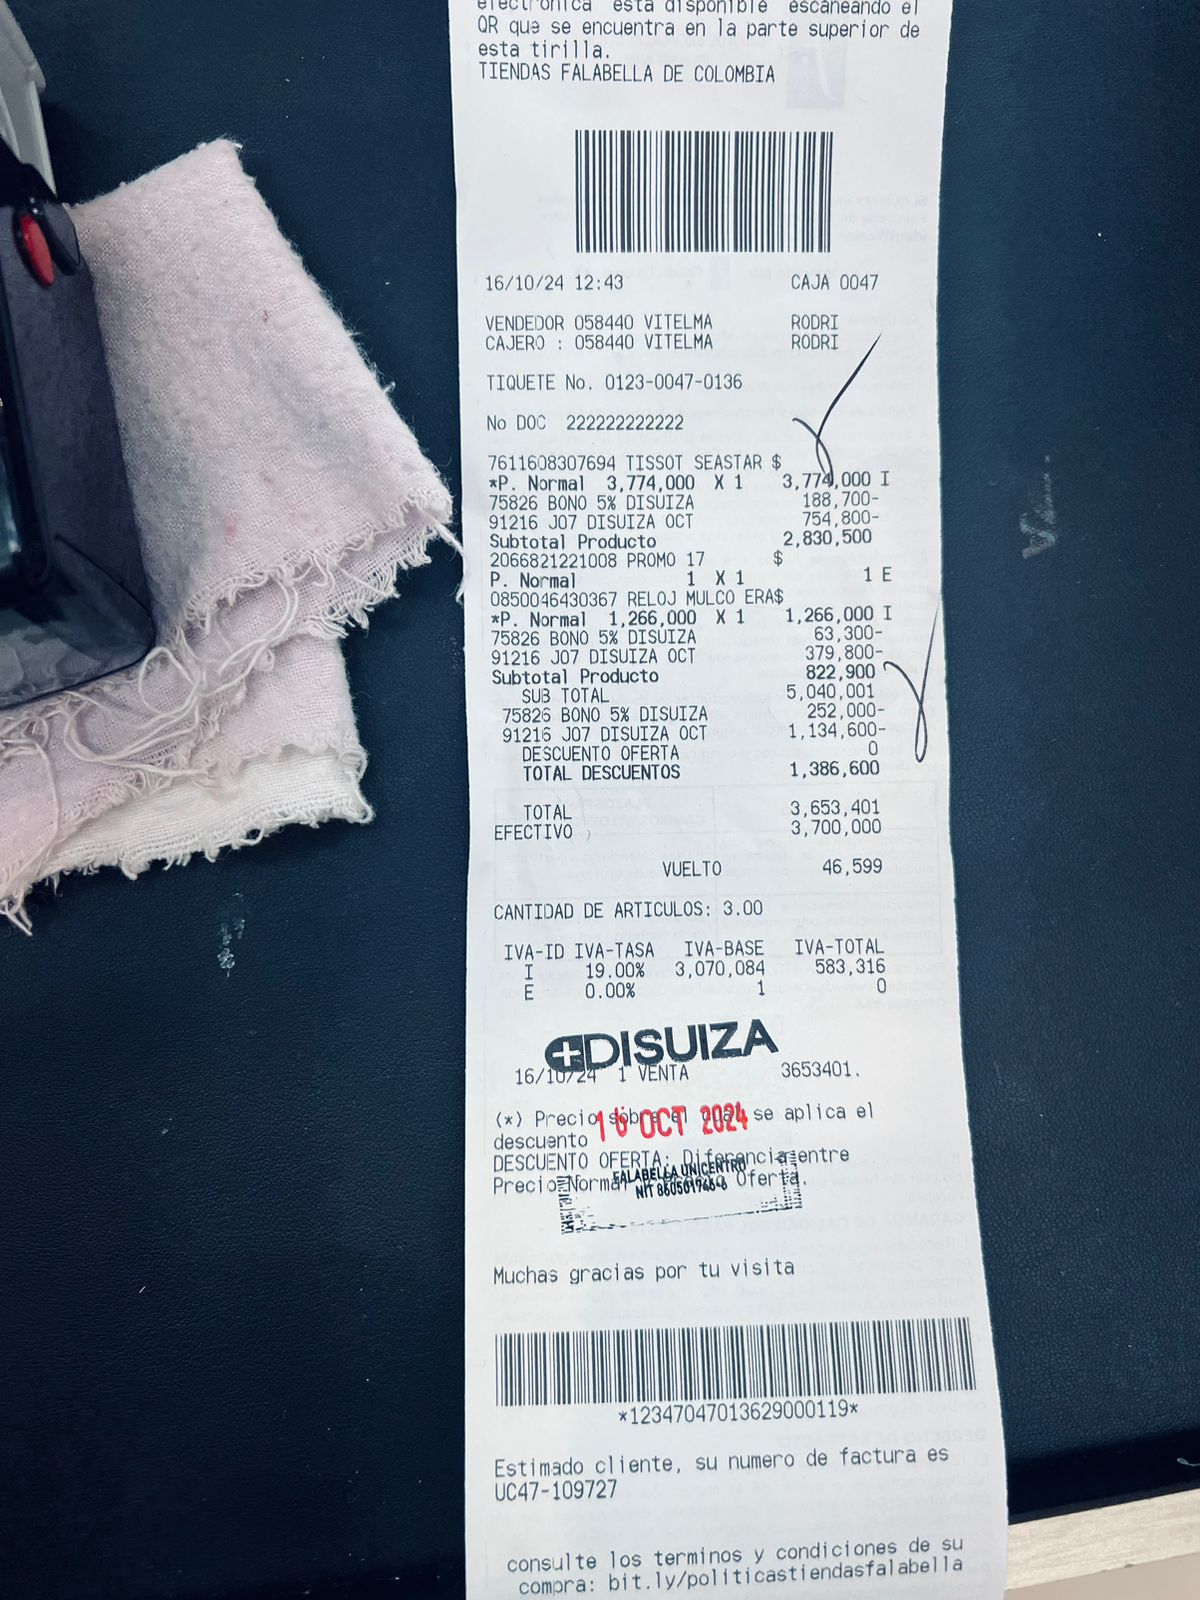 electronica esta disponible escaneando el
QR que se encuentra en la parte superior de
esta tirilla.
TIENDAS FALABELLA DE COLOMBIA
16/10/24 12:43 CAJA 0047
VENDEDOR 058440 VITELMA RODRI
CAJERO : 058440 VITELMA RODRI
TIQUETE No. 0123-0047-0136
No DOC 222222222222
7611608307694 TISSOT SEASTAR $
*P. Normal 3,774,000 X 1 3,774,000 I
75826 BONO 5% DISUIZA 188,700-
91216 J07 DISUIZA OCT 754,800-
Subtotal Producto 2,830,500
2066821221008 PROMO 17 $
P. Normal 1 X 1 1 E
0850046430367 RELOJ MULCO ERA$
*P. Normal 1,266,000 X 1 1,266,000 I
75826 BONO 5% DISUIZA 63,300-
91216 J07 DISUIZA OCT 379,800-
Subtotal Producto 822,900
SUB TOTAL 5,040,001
75826 BONO 5% DISUIZA 252,000-
91216 J07 DISUIZA OCT 1,134,600-
DESCUENTO OFERTA 0
TOTAL DESCUENTOS 1,386,600
TOTAL 3,653,401
EFECTIVO 3,700,000
VUELTO 46,599
CANTIDAD DE ARTICULOS: 3.00
IVA-ID IVA-TASA IVA-BASE IVA-TOTAL
I 19.00% 3,070,084 583,316
E 0.00% 1 0
DISUIZA
16/10/24 1 VENTA 3653401.
(*) Precio sobre el cual se aplica el
16 OCT 2024
descuento
DESCUENTO OFERTA: Diferencia entre
FALABELLA UNICENTRO
Precio Normal Oferta.
NIT
Muchas gracias por tu visita
*12347047013629000119*
Estimado cliente, su numero de factura es
UC47-109727
consulte los terminos y condiciones de su
compra: bit.ly/politicastiendasfalabella